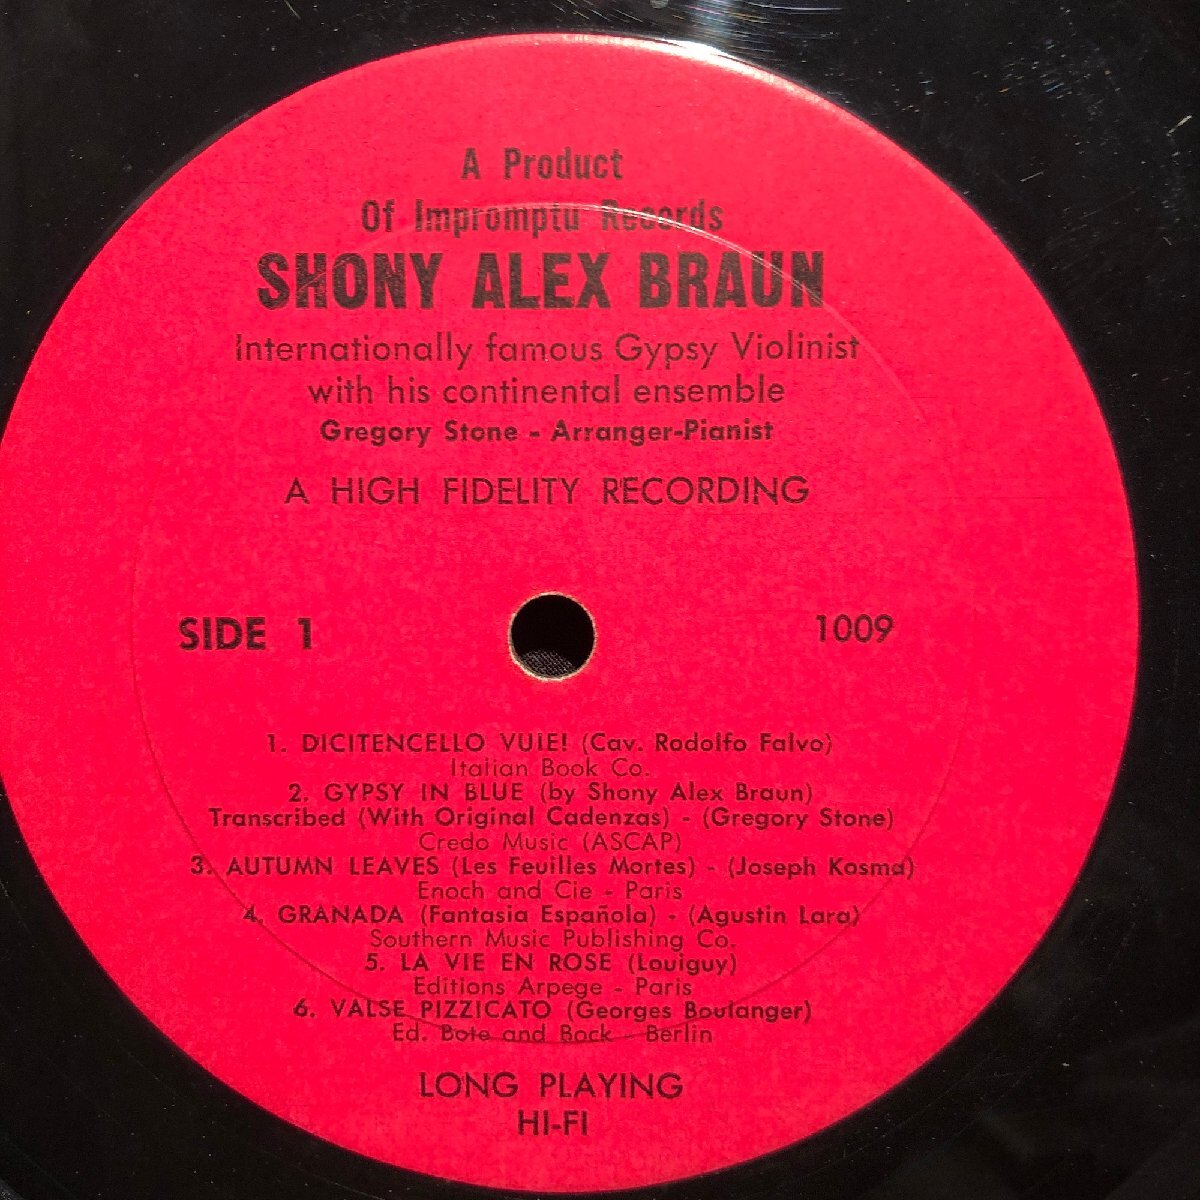 A Product
Of Impromptu Records
SHONY ALEX BRAUN
Internationally famous Gypsy Violinist
with his continental ensemble
Gregory Stone - Arranger-Pianist
A HIGH FIDELITY RECORDING
SIDE 1
1009
1. DICITENCELLO VUIE! (Cav. Rodolfo Falvo)
Italian Book Co.
2. GYPSY IN BLUE (by Shony Alex Braun)
Transcribed (With Original Cadenzas) - (Gregory Stone)
Credo Music (ASCAP)
3. AUTUMN LEAVES (Les Feuilles Mortes) - (Joseph Kosma)
Enoch and Cie - Paris
4. GRANADA (Fantasia Española) - (Agustin Lara)
Southern Music Publishing Co.
5. LA VIE EN ROSE (Louiguy)
Editions Arpege - Paris
6. VALSE PIZZICATO (Georges Boulanger)
Ed. Bote and Bock - Berlin
LONG PLAYING
HI-FI